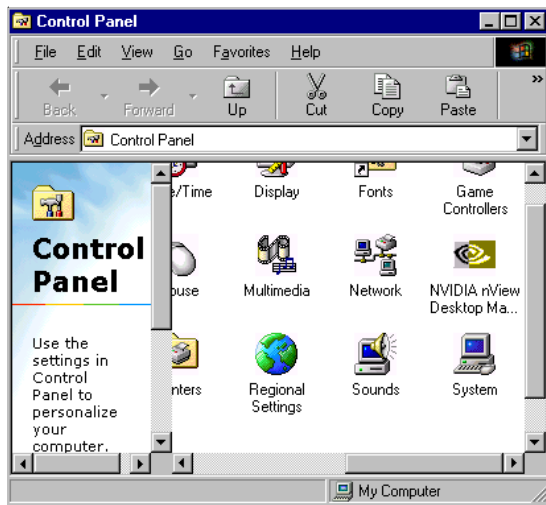 Control Panel
File Edit View Go Favorites Help
Back Forward Up Cut Copy Paste »
Address Control Panel
Control
Panel
Use the
settings in
Control
Panel to
personalize
your
computer.
e/Time Display Fonts Game
Controllers
ouse Multimedia Network NVIDIA nView
Desktop Ma...
nters Regional
Settings Sounds System
My Computer